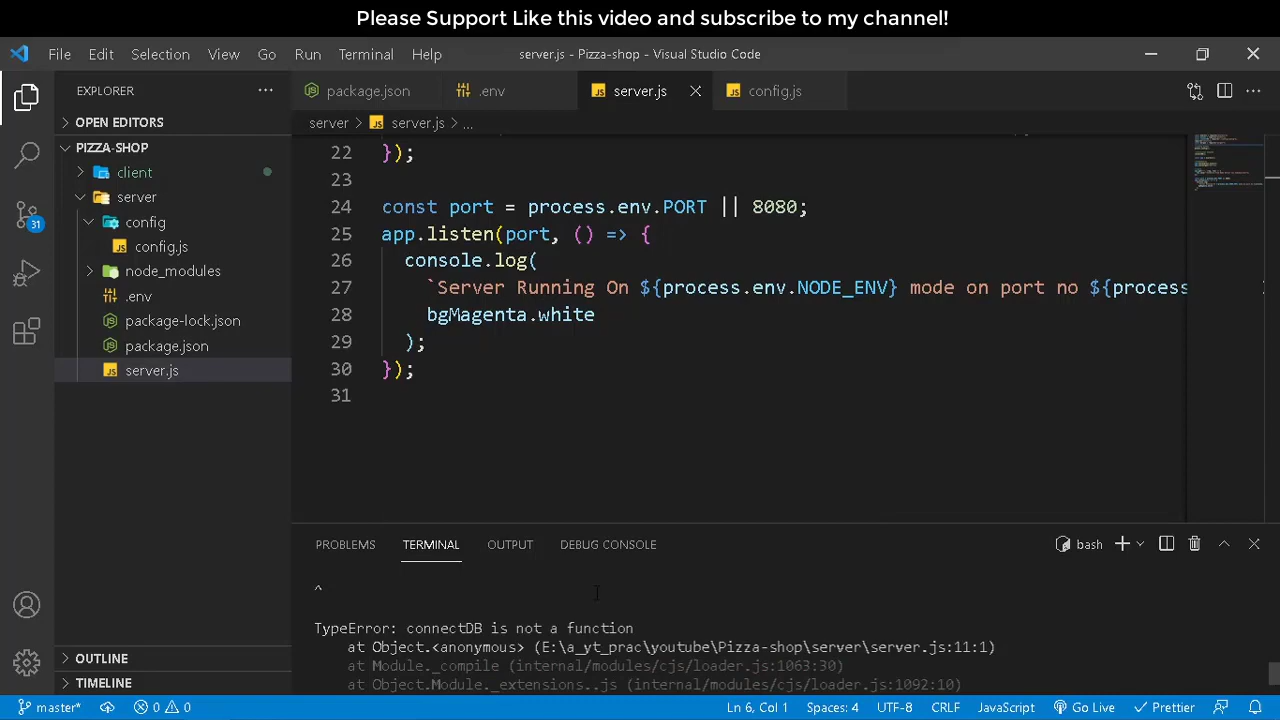 Please Support Like this video and subscribe to my channel!
File Edit Selection View Go Run Terminal Help server.js - Pizza-shop - Visual Studio Code
EXPLORER
package.json .env server.js config.js
OPEN EDITORS
server > server.js > ...
PIZZA-SHOP
client
server
config
config.js
node_modules
.env
package-lock.json
package.json
server.js
22 });
23
24 const port = process.env.PORT || 8080;
25 app.listen(port, () => {
26 console.log(
27 `Server Running On ${process.env.NODE_ENV} mode on port no ${process
28 bgMagenta.white
29 );
30 });
31
PROBLEMS TERMINAL OUTPUT DEBUG CONSOLE bash
^
TypeError: connectDB is not a function
at Object.<anonymous> (E:\a_yt_prac\youtube\Pizza-shop\server\server.js:11:1)
at Module._compile (internal/modules/cjs/loader.js:1063:30)
at Object.Module._extensions..js (internal/modules/cjs/loader.js:1092:10)
OUTLINE
TIMELINE
31
master* 0 0 Ln 6, Col 1 Spaces: 4 UTF-8 CRLF JavaScript Go Live Prettier